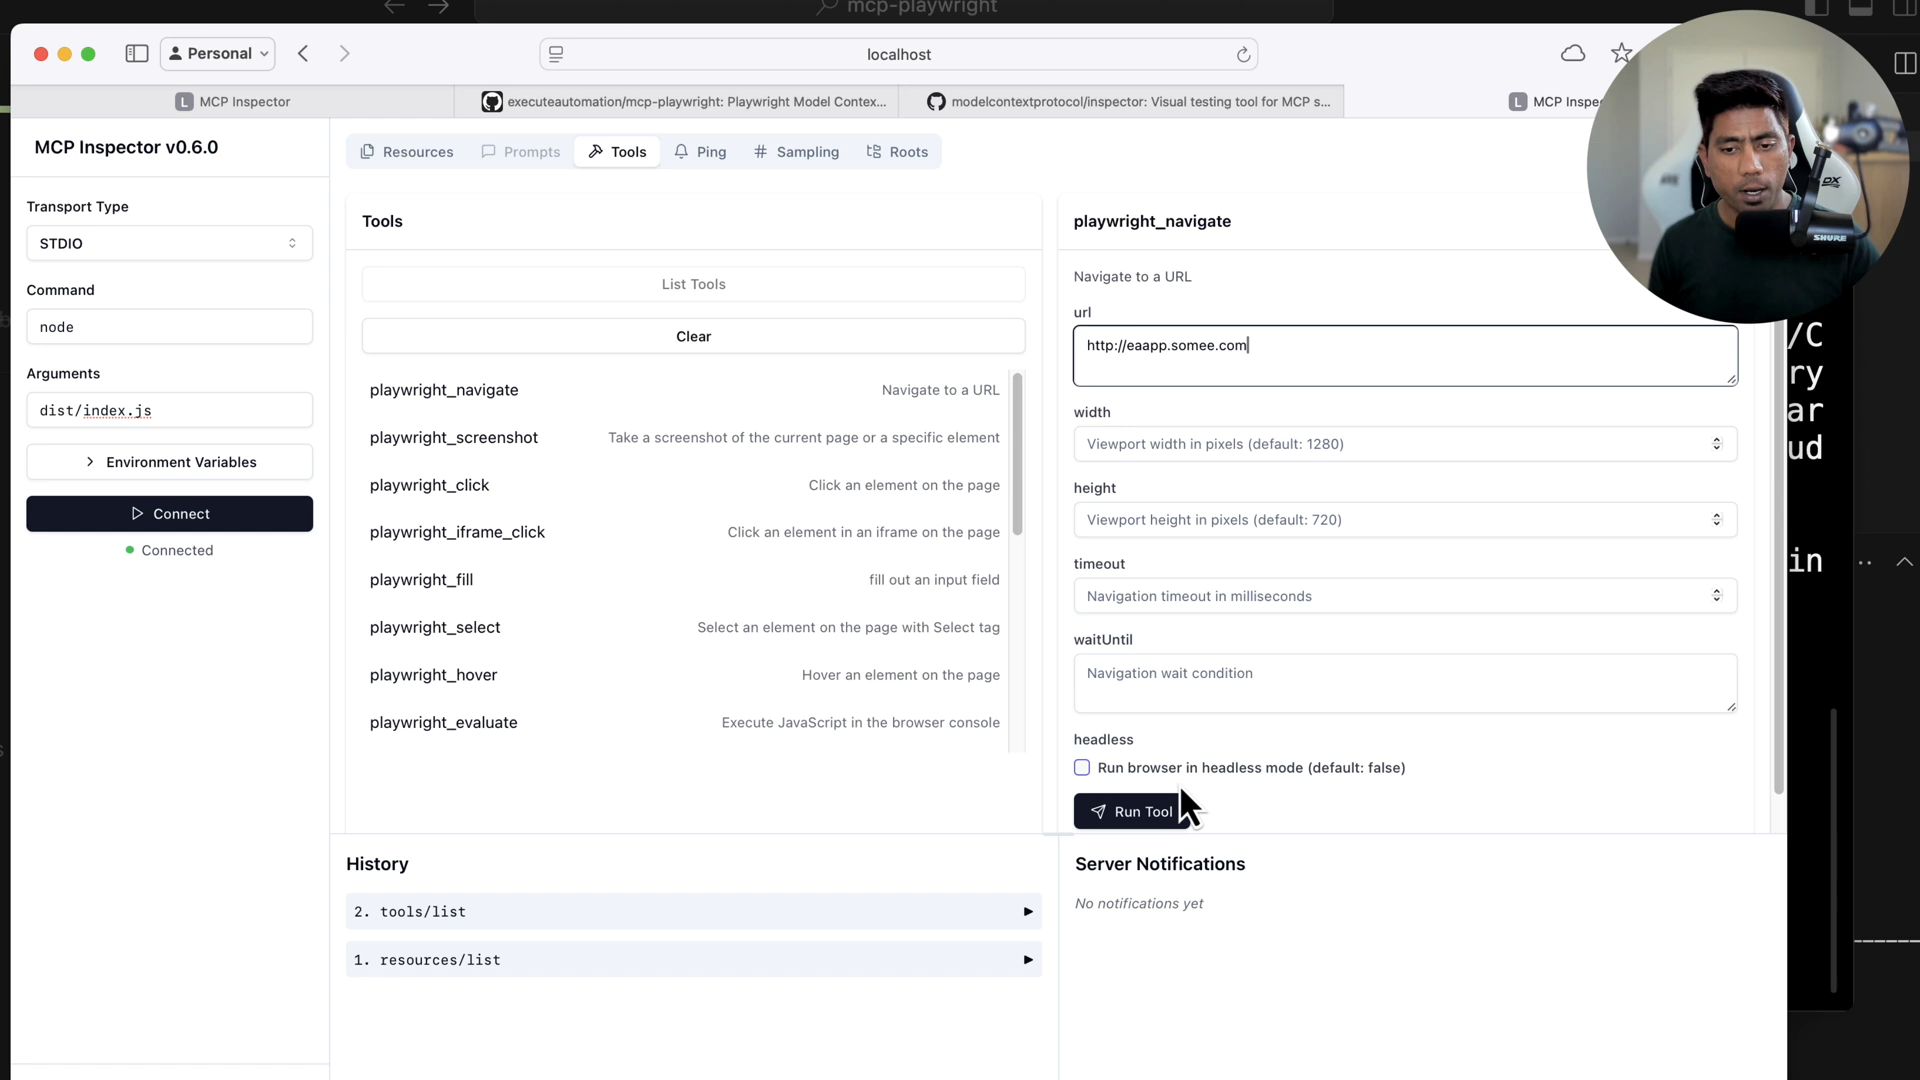 mcp-playwright
Personal
localhost
L MCP Inspector
executeautomation/mcp-playwright: Playwright Model Contex...
modelcontextprotocol/inspector: Visual testing tool for MCP s...
L MCP Inspe
MCP Inspector v0.6.0
Resources
Prompts
Tools
Ping
Sampling
Roots
Transport Type
STDIO
Command
node
Arguments
dist/index.js
Environment Variables
Connect
Connected
Tools
List Tools
Clear
playwright_navigate Navigate to a URL
playwright_screenshot Take a screenshot of the current page or a specific element
playwright_click Click an element on the page
playwright_iframe_click Click an element in an iframe on the page
playwright_fill fill out an input field
playwright_select Select an element on the page with Select tag
playwright_hover Hover an element on the page
playwright_evaluate Execute JavaScript in the browser console
playwright_navigate
Navigate to a URL
url
http://eaapp.somee.com
width
Viewport width in pixels (default: 1280)
height
Viewport height in pixels (default: 720)
timeout
Navigation timeout in milliseconds
waitUntil
Navigation wait condition
headless
Run browser in headless mode (default: false)
Run Tool
History
2. tools/list
1. resources/list
Server Notifications
No notifications yet
SHURE
DX
/C
ry
ar
ud
in